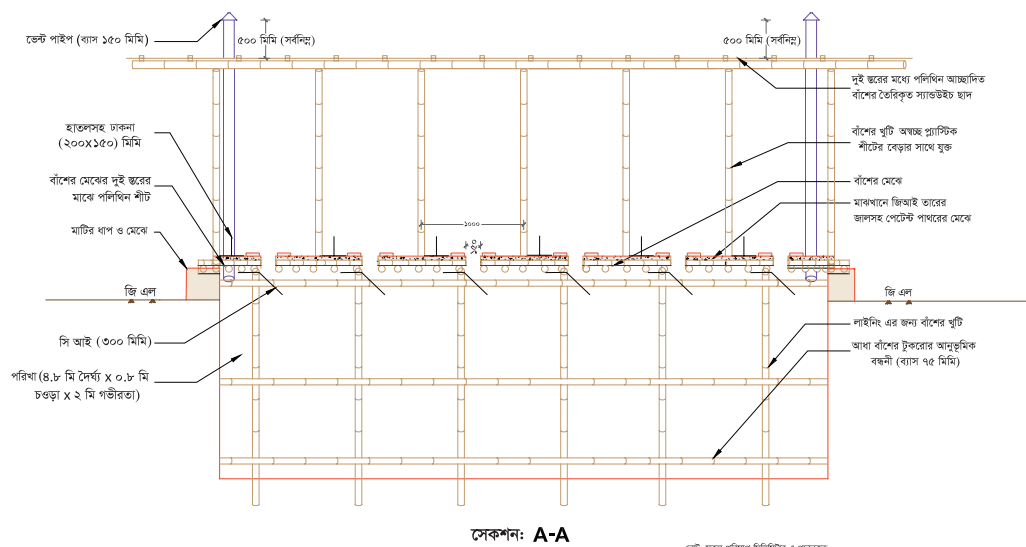 ভেন্ট পাইপ (ব্যাস ১৫০ মিমি)
৫০০ মিমি (সর্বনিম্ন)
৫০০ মিমি (সর্বনিম্ন)
দুই স্তরের মধ্যে পলিথিন আচ্ছাদিত
বাঁশের তৈরিকৃত স্যান্ডউইচ ছাদ
হাতলসহ ঢাকনা
(২০০X১৫০) মিমি
বাঁশের খুটি অস্বচ্ছ প্ল্যাস্টিক
শীটের বেড়ার সাথে যুক্ত
বাঁশের মেঝের দুই স্তরের
মাঝে পলিথিন শীট
বাঁশের মেঝে
মাঝখানে জিআই তারের
জালসহ পেটেন্ট পাথরের মেঝে
মাটির ধাপ ও মেঝে
১০০০
১৫০
জি এল
জি এল
সি আই (৩০০ মিমি)
লাইনিং এর জন্য বাঁশের খুটি
আধা বাঁশের টুকরোর আনুভূমিক
বন্ধনী (ব্যাস ৭৫ মিমি)
পরিখা (৪.৮ মি দৈর্ঘ্য X ০.৮ মি
চওড়া X ২ মি গভীরতা)
সেকশন: A-A